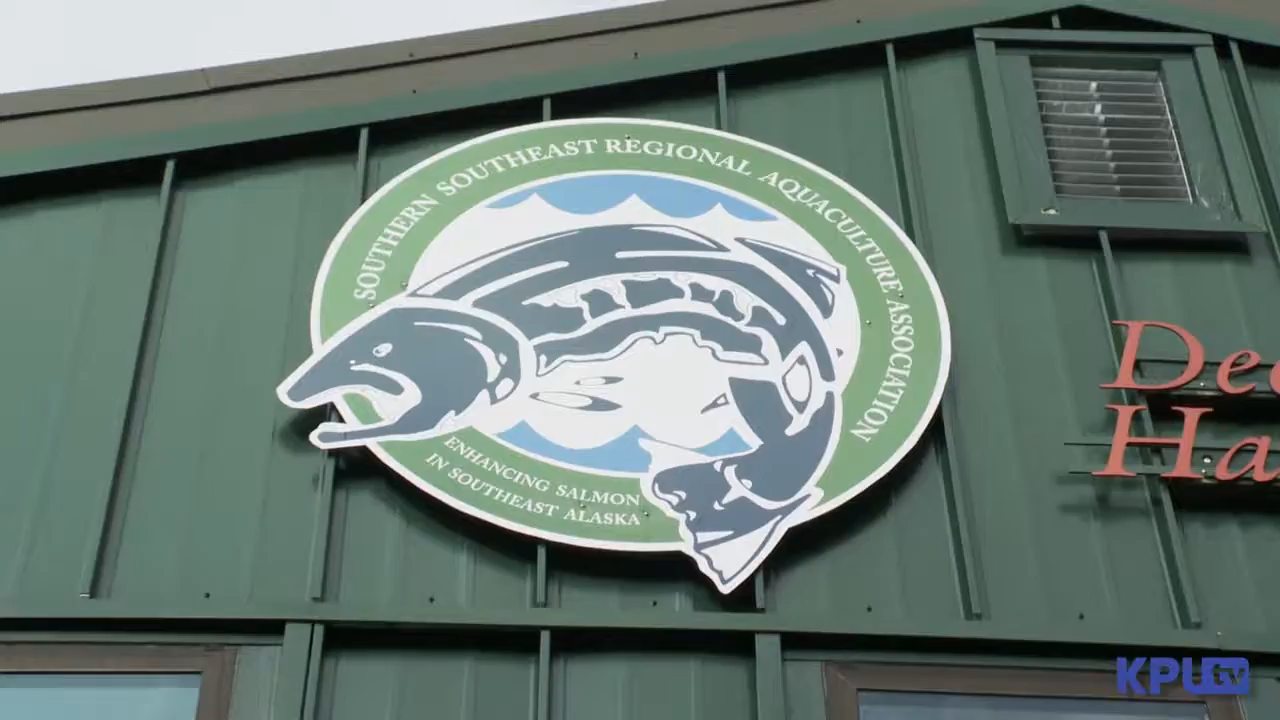 SOUTHERN SOUTHEAST REGIONAL AQUACULTURE ASSOCIATION
ENHANCING SALMON
IN SOUTHEAST ALASKA
KPU TV